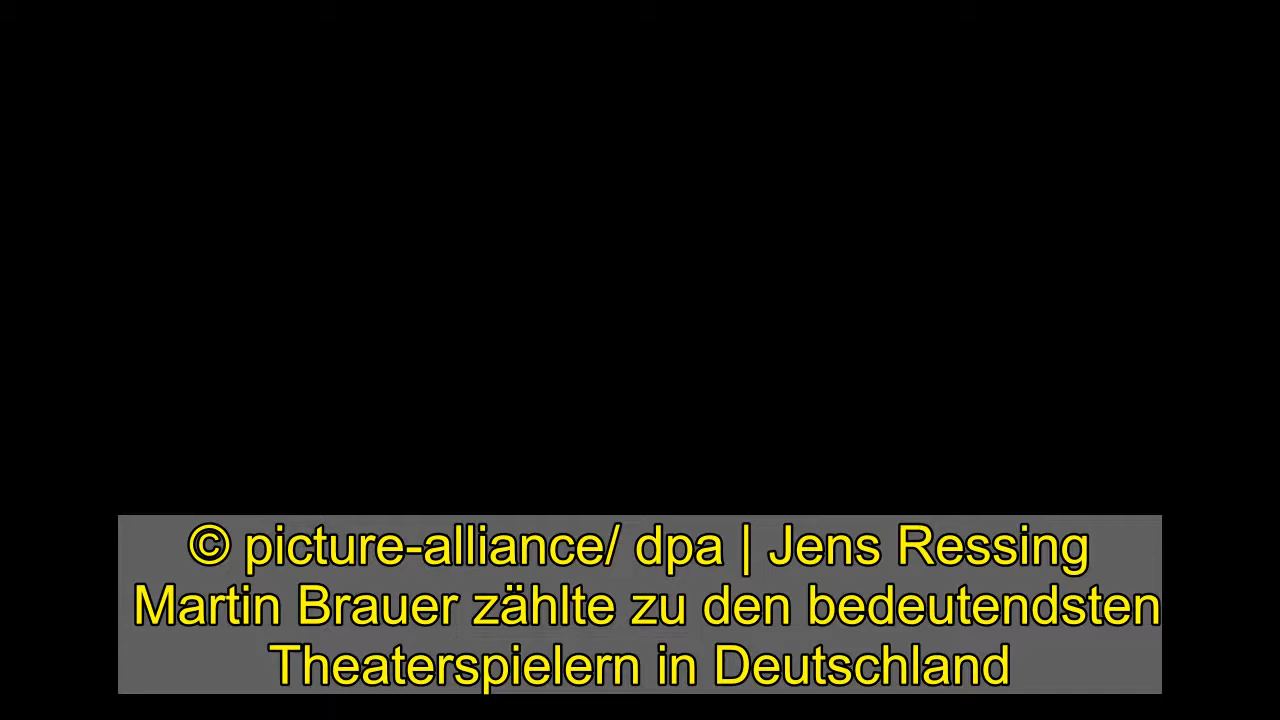 © picture-alliance/ dpa | Jens Ressing
Martin Brauer zählte zu den bedeutendsten
Theaterspielern in Deutschland